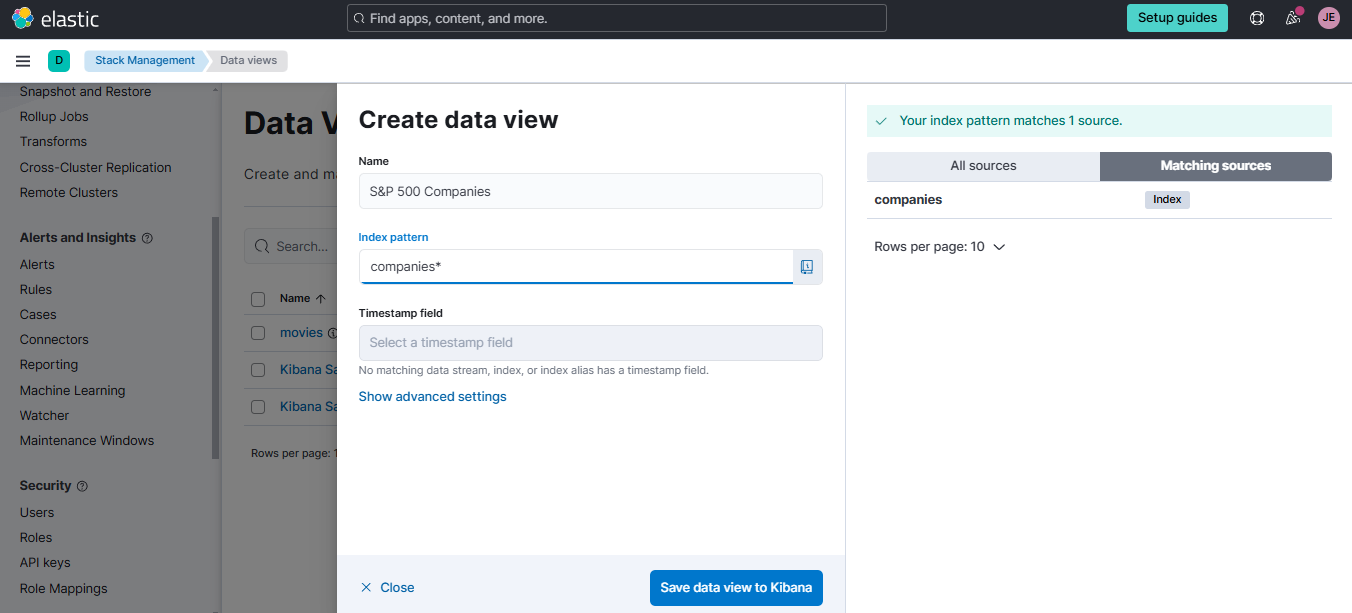 elastic
Find apps, content, and more.
Setup guides
JE
D
Stack Management
Data views
Snapshot and Restore
Rollup Jobs
Transforms
Cross-Cluster Replication
Remote Clusters
Alerts and Insights
Alerts
Rules
Cases
Connectors
Reporting
Machine Learning
Watcher
Maintenance Windows
Security
Users
Roles
API keys
Role Mappings
Data V
Create and ma
Search...
Name
movies
Kibana Sa
Kibana Sa
Rows per page: 1
Create data view
Name
S&P 500 Companies
Index pattern
companies*
Timestamp field
Select a timestamp field
No matching data stream, index, or index alias has a timestamp field.
Show advanced settings
Close
Save data view to Kibana
Your index pattern matches 1 source.
All sources
Matching sources
companies
Index
Rows per page: 10